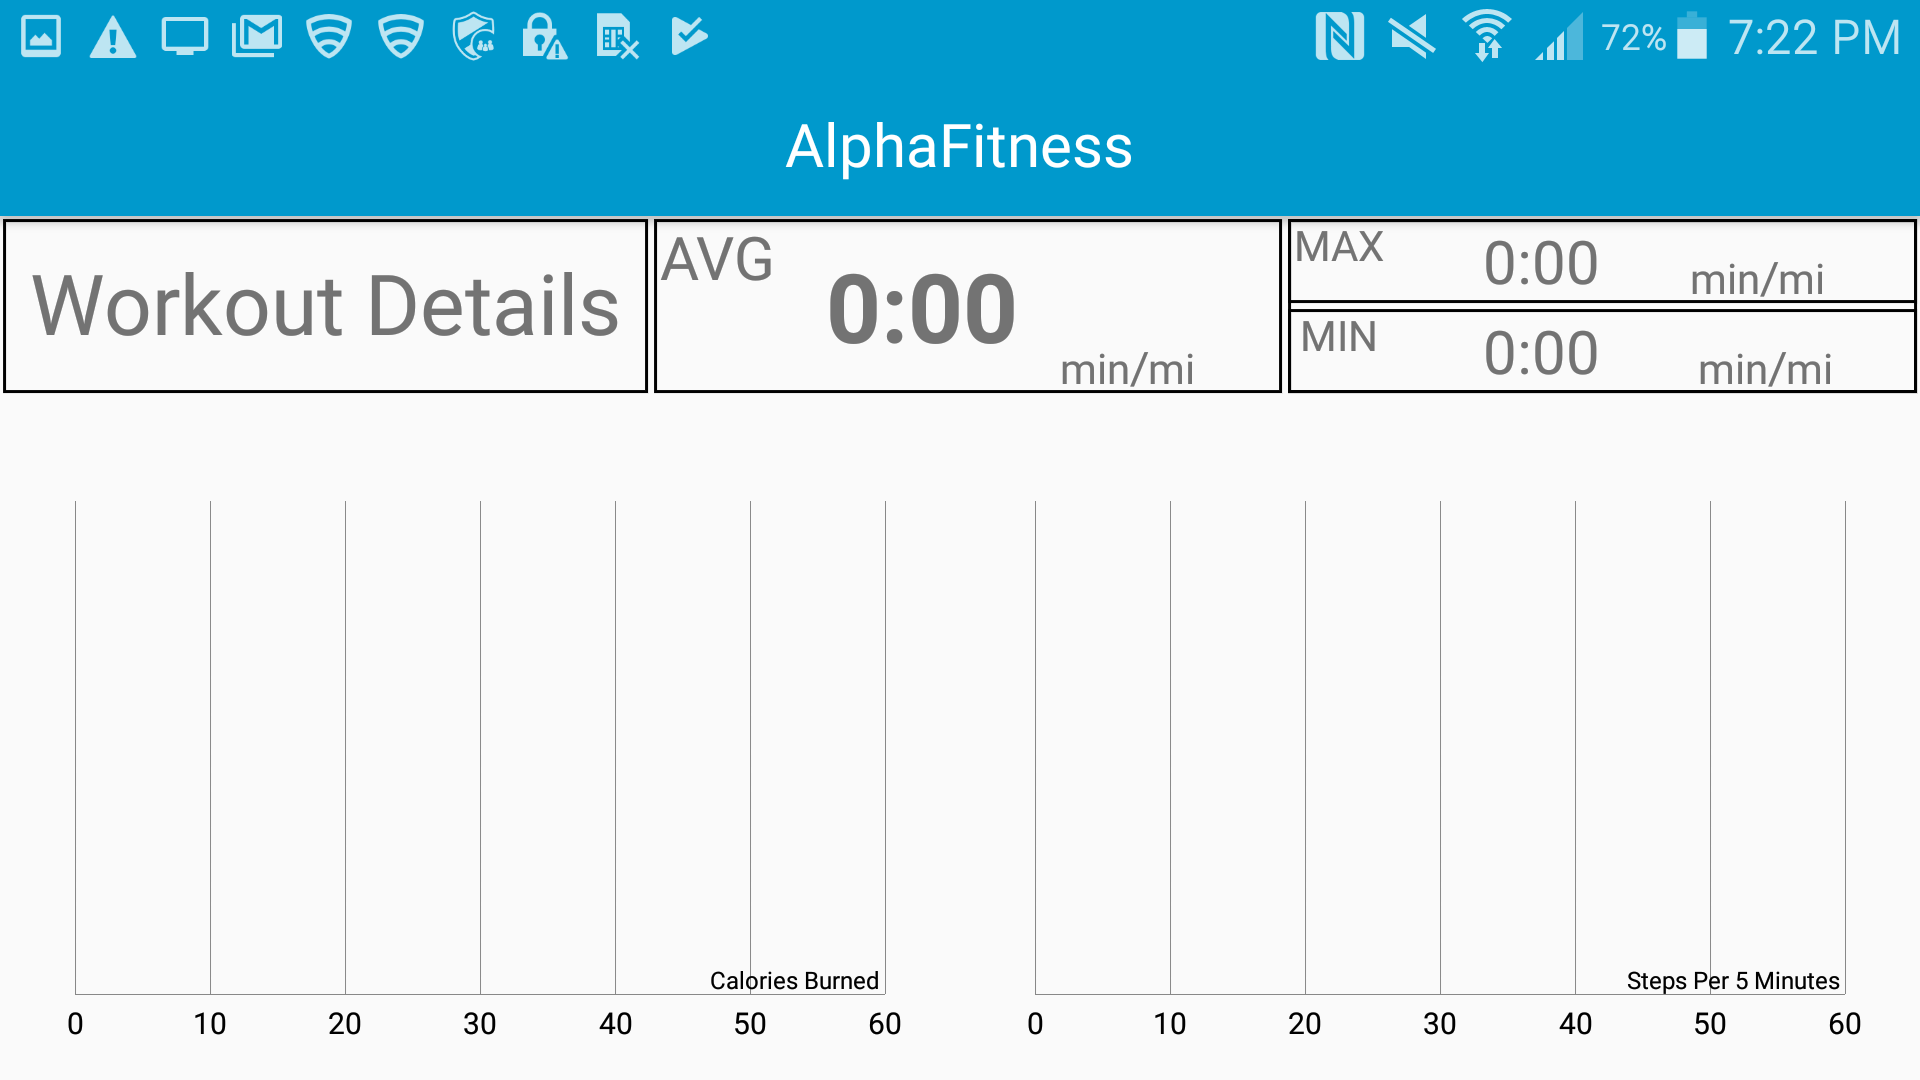 72% 7:22 PM
AlphaFitness
Workout Details
AVG
0:00
min/mi
MAX 0:00 min/mi
MIN 0:00 min/mi
Calories Burned
0 10 20 30 40 50 60
Steps Per 5 Minutes
0 10 20 30 40 50 60